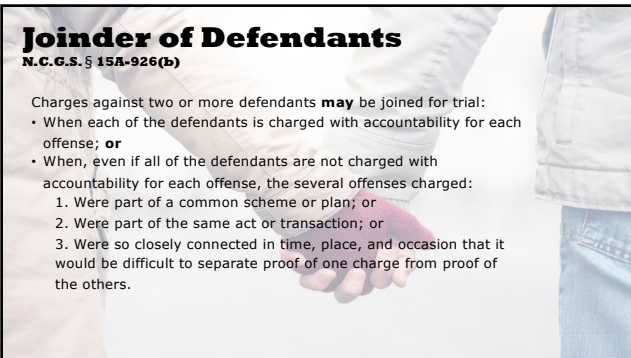 Joinder of Defendants
N.C.G.S. § 15A-926(b)
Charges against two or more defendants may be joined for trial:
• When each of the defendants is charged with accountability for each
offense; or
• When, even if all of the defendants are not charged with
accountability for each offense, the several offenses charged:
1. Were part of a common scheme or plan; or
2. Were part of the same act or transaction; or
3. Were so closely connected in time, place, and occasion that it
would be difficult to separate proof of one charge from proof of
the others.